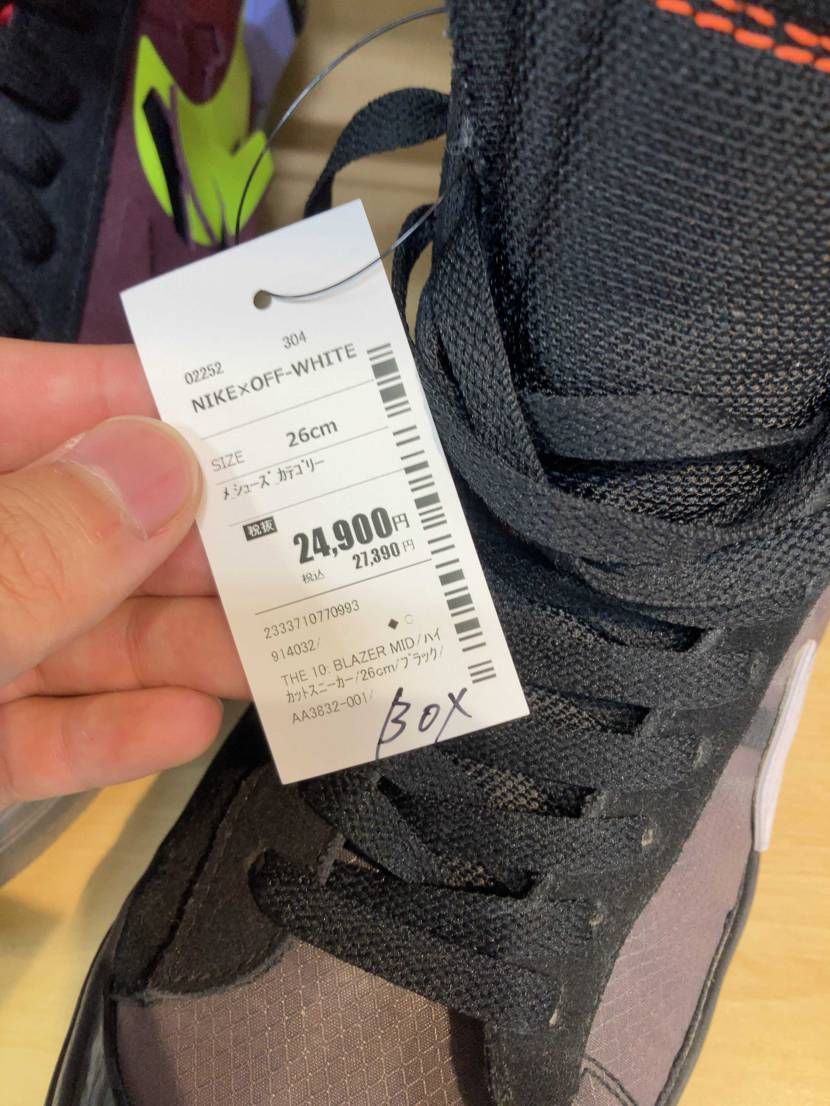 02252 304
NIKE×OFF-WHITE
SIZE 26cm
ﾒ_ｼｭｰｽﾞ_ｶﾃｺﾞﾘｰ
税抜 24,900円
税込 27,390円
2333710770993
914032/
THE 10: BLAZER MID/ハイ
カットスニーカー/26cm/ブラック/
AA3832-001/
BOX